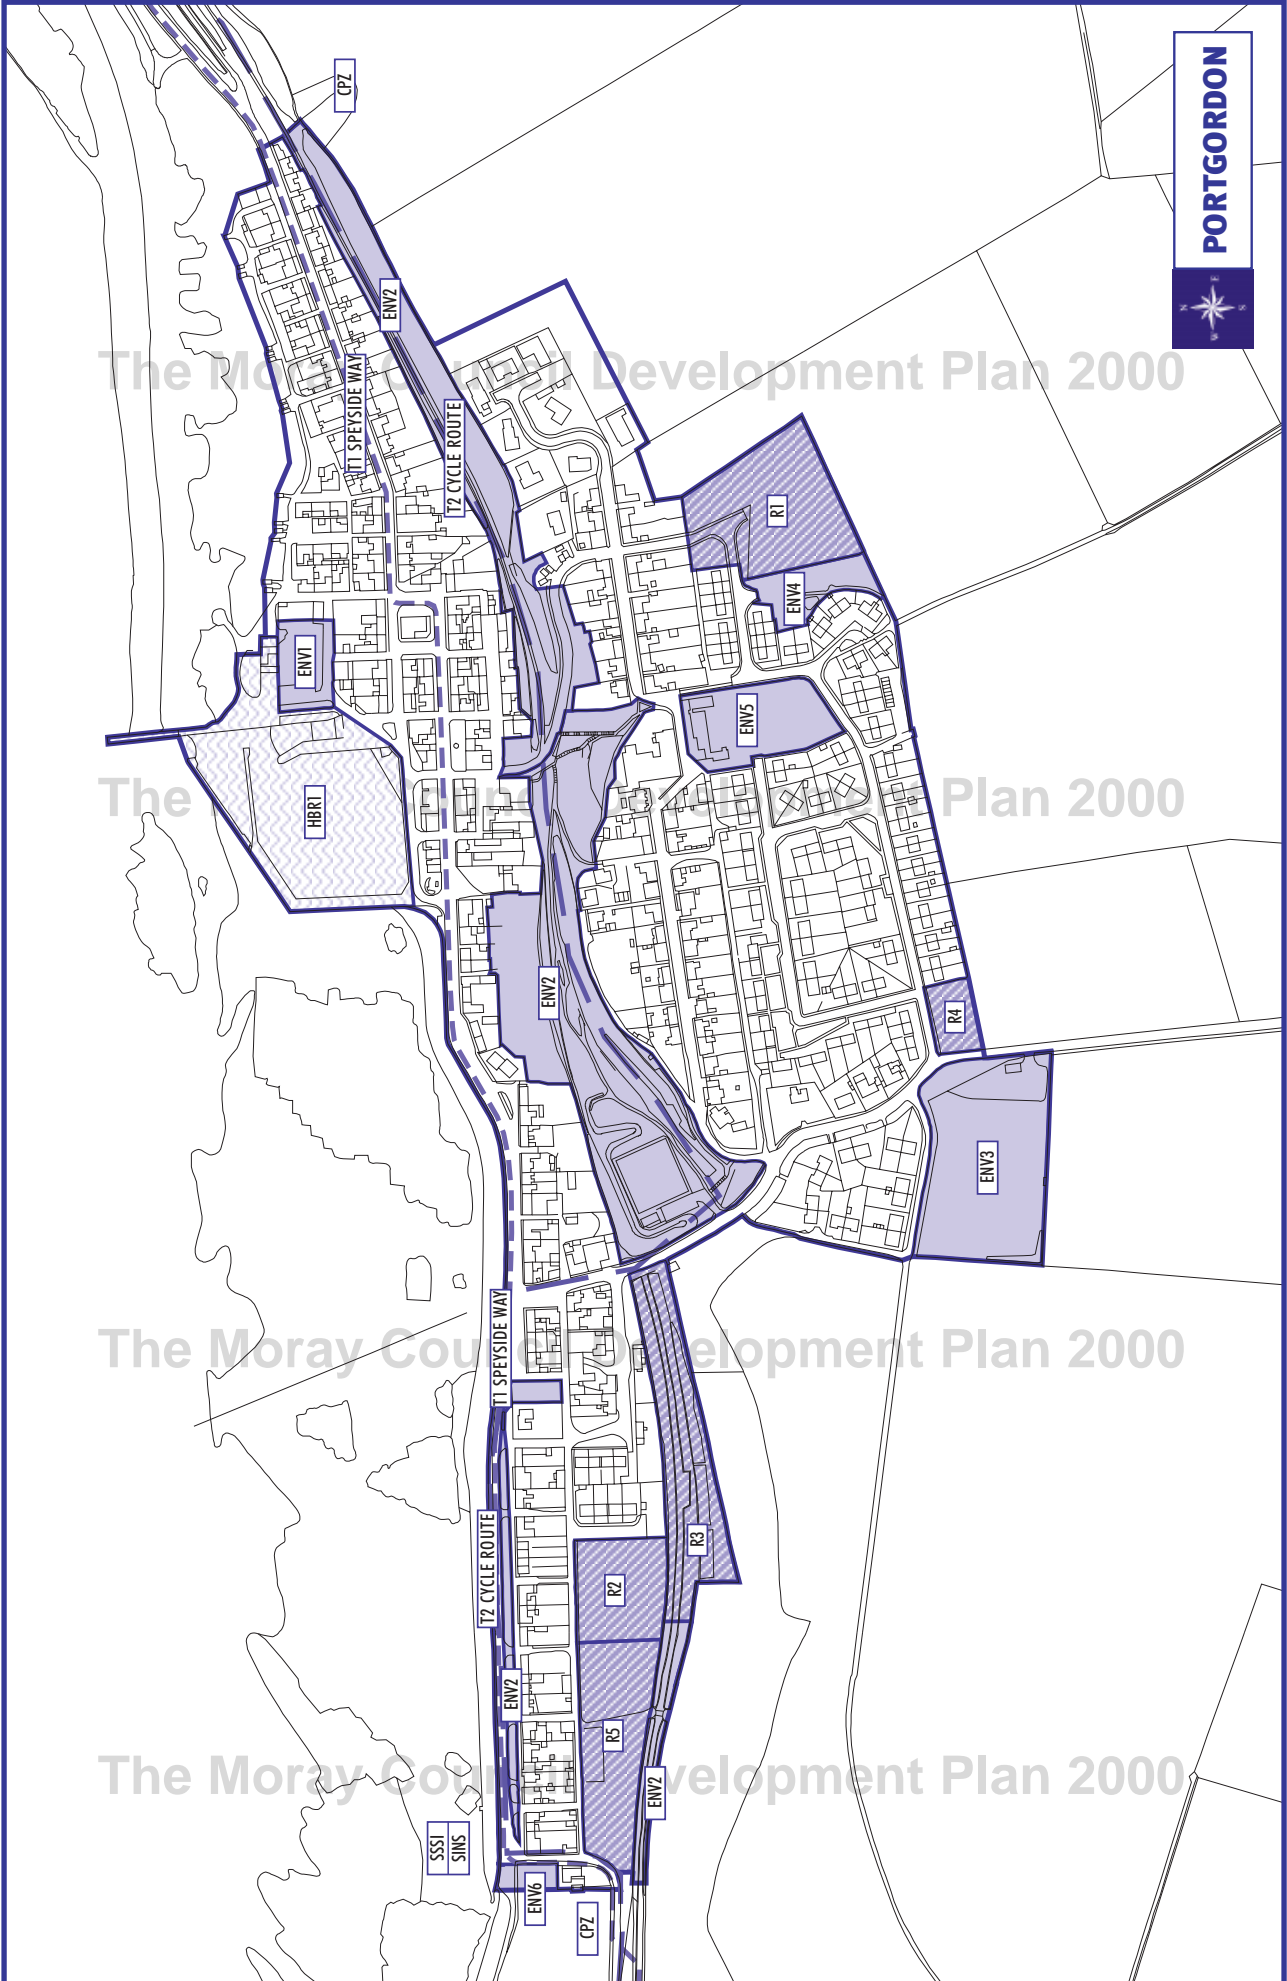 PORTGORDON
N
E
S
W
CPZ
ENV2
T1 SPEYSIDE WAY
The Moray Council Development Plan 2000
T2 CYCLE ROUTE
R1
ENV4
ENV1
ENV5
HBR1
The Moray Council Development Plan 2000
ENV2
R4
ENV3
T1 SPEYSIDE WAY
The Moray Council Development Plan 2000
T2 CYCLE ROUTE
R3
R2
ENV2
R5
The Moray Council Development Plan 2000
ENV2
SSSI
SINS
ENV6
CPZ